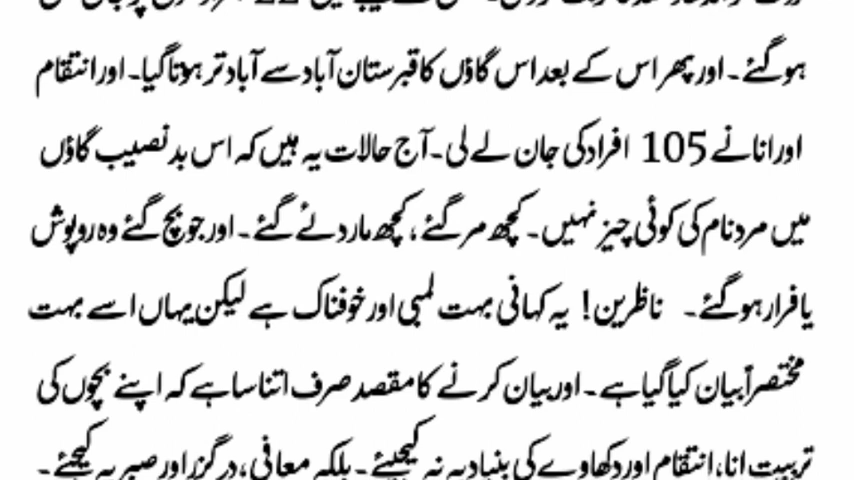 ہوگئے۔ اور پھر اس کے بعد اس گاؤں کا قبرستان آباد سے آباد تر ہوتا گیا۔ اور انتقام
اور انا نے 105 افراد کی جان لے لی۔ آج حالات یہ ہیں کہ اس بدنصیب گاؤں
میں مرد نام کی کوئی چیز نہیں۔ کچھ مر گئے، کچھ مار دئے گئے۔ اور جو بچ گئے وہ روپوش
یا فرار ہوگئے۔ ناظرین! یہ کہانی بہت لمبی اور خوفناک ہے لیکن یہاں اسے بہت
مختصراً بیان کیا گیا ہے۔ اور بیان کرنے کا مقصد صرف اتنا سا ہے کہ اپنے بچوں کی
تربیت انا، انتقام اور دکھاوے کی بنیاد پہ نہ کیجیئے۔ بلکہ معافی، درگزر اور صبر پہ کیجئے۔